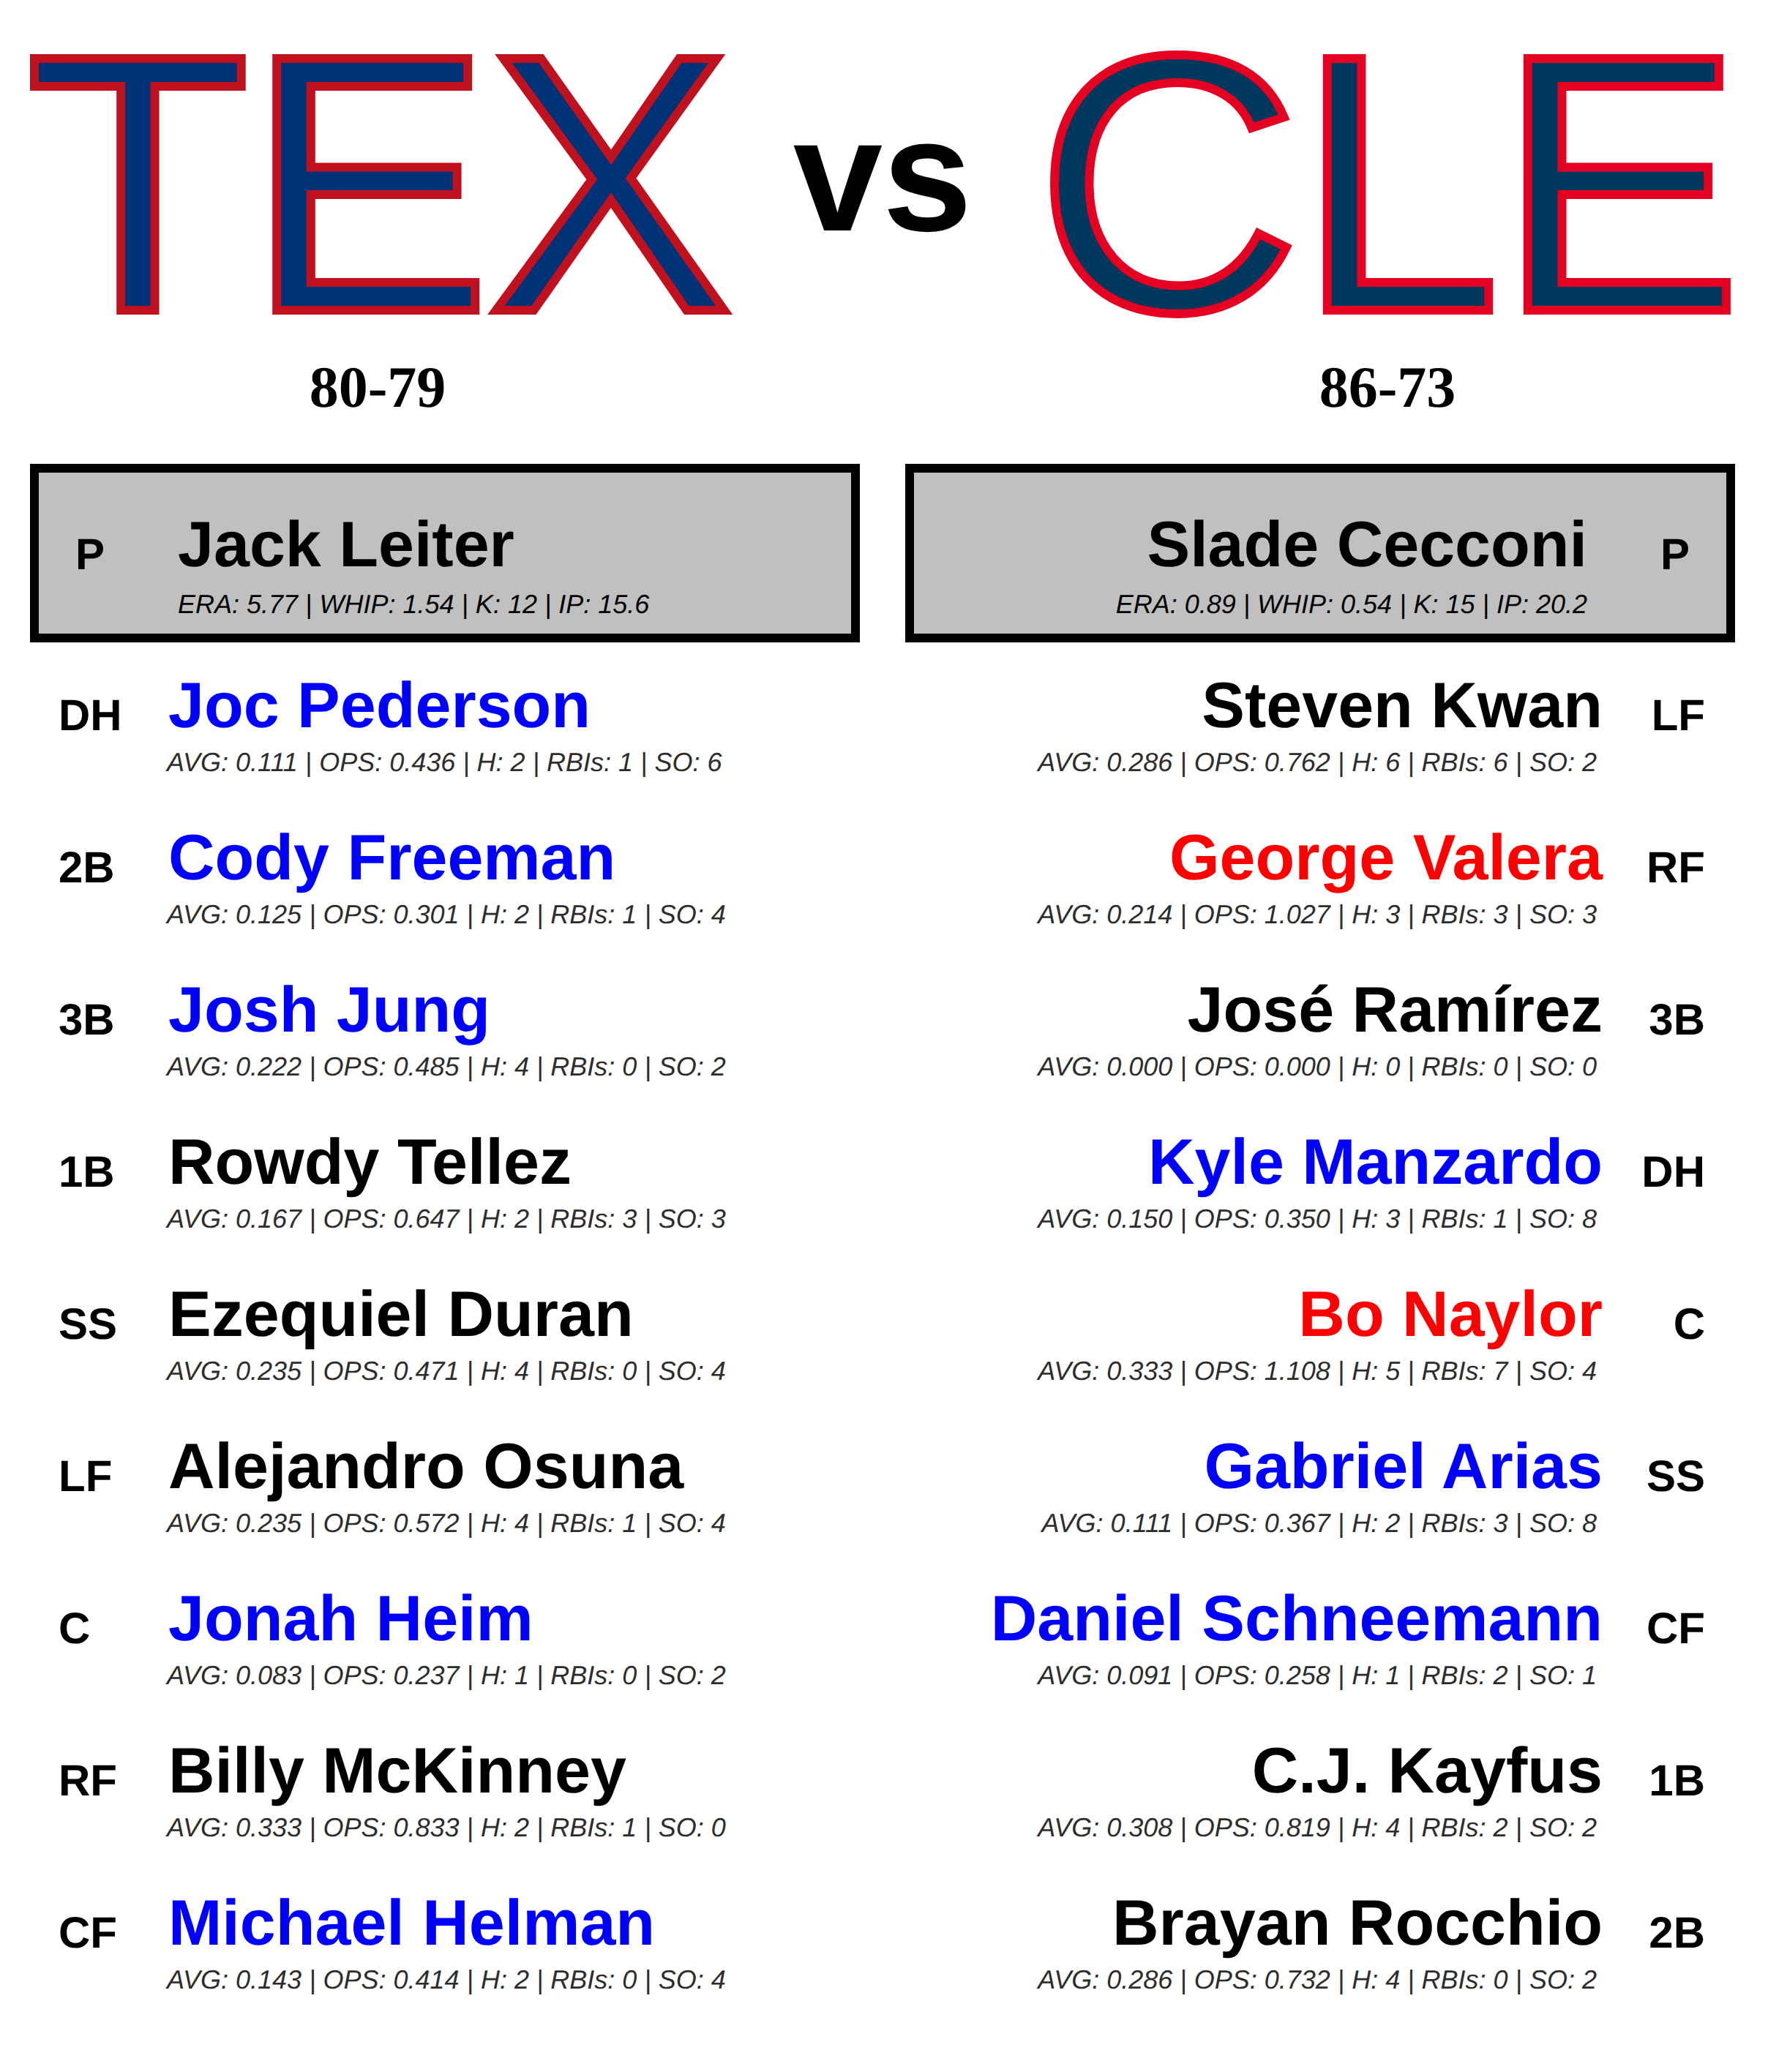 TEX vs CLE
80-79
86-73
P Jack Leiter
ERA: 5.77 | WHIP: 1.54 | K: 12 | IP: 15.6
Slade Cecconi P
ERA: 0.89 | WHIP: 0.54 | K: 15 | IP: 20.2
DH Joc Pederson
AVG: 0.111 | OPS: 0.436 | H: 2 | RBIs: 1 | SO: 6
2B Cody Freeman
AVG: 0.125 | OPS: 0.301 | H: 2 | RBIs: 1 | SO: 4
3B Josh Jung
AVG: 0.222 | OPS: 0.485 | H: 4 | RBIs: 0 | SO: 2
1B Rowdy Tellez
AVG: 0.167 | OPS: 0.647 | H: 2 | RBIs: 3 | SO: 3
SS Ezequiel Duran
AVG: 0.235 | OPS: 0.471 | H: 4 | RBIs: 0 | SO: 4
LF Alejandro Osuna
AVG: 0.235 | OPS: 0.572 | H: 4 | RBIs: 1 | SO: 4
C Jonah Heim
AVG: 0.083 | OPS: 0.237 | H: 1 | RBIs: 0 | SO: 2
RF Billy McKinney
AVG: 0.333 | OPS: 0.833 | H: 2 | RBIs: 1 | SO: 0
CF Michael Helman
AVG: 0.143 | OPS: 0.414 | H: 2 | RBIs: 0 | SO: 4
Steven Kwan LF
AVG: 0.286 | OPS: 0.762 | H: 6 | RBIs: 6 | SO: 2
George Valera RF
AVG: 0.214 | OPS: 1.027 | H: 3 | RBIs: 3 | SO: 3
José Ramírez 3B
AVG: 0.000 | OPS: 0.000 | H: 0 | RBIs: 0 | SO: 0
Kyle Manzardo DH
AVG: 0.150 | OPS: 0.350 | H: 3 | RBIs: 1 | SO: 8
Bo Naylor C
AVG: 0.333 | OPS: 1.108 | H: 5 | RBIs: 7 | SO: 4
Gabriel Arias SS
AVG: 0.111 | OPS: 0.367 | H: 2 | RBIs: 3 | SO: 8
Daniel Schneemann CF
AVG: 0.091 | OPS: 0.258 | H: 1 | RBIs: 2 | SO: 1
C.J. Kayfus 1B
AVG: 0.308 | OPS: 0.819 | H: 4 | RBIs: 2 | SO: 2
Brayan Rocchio 2B
AVG: 0.286 | OPS: 0.732 | H: 4 | RBIs: 0 | SO: 2